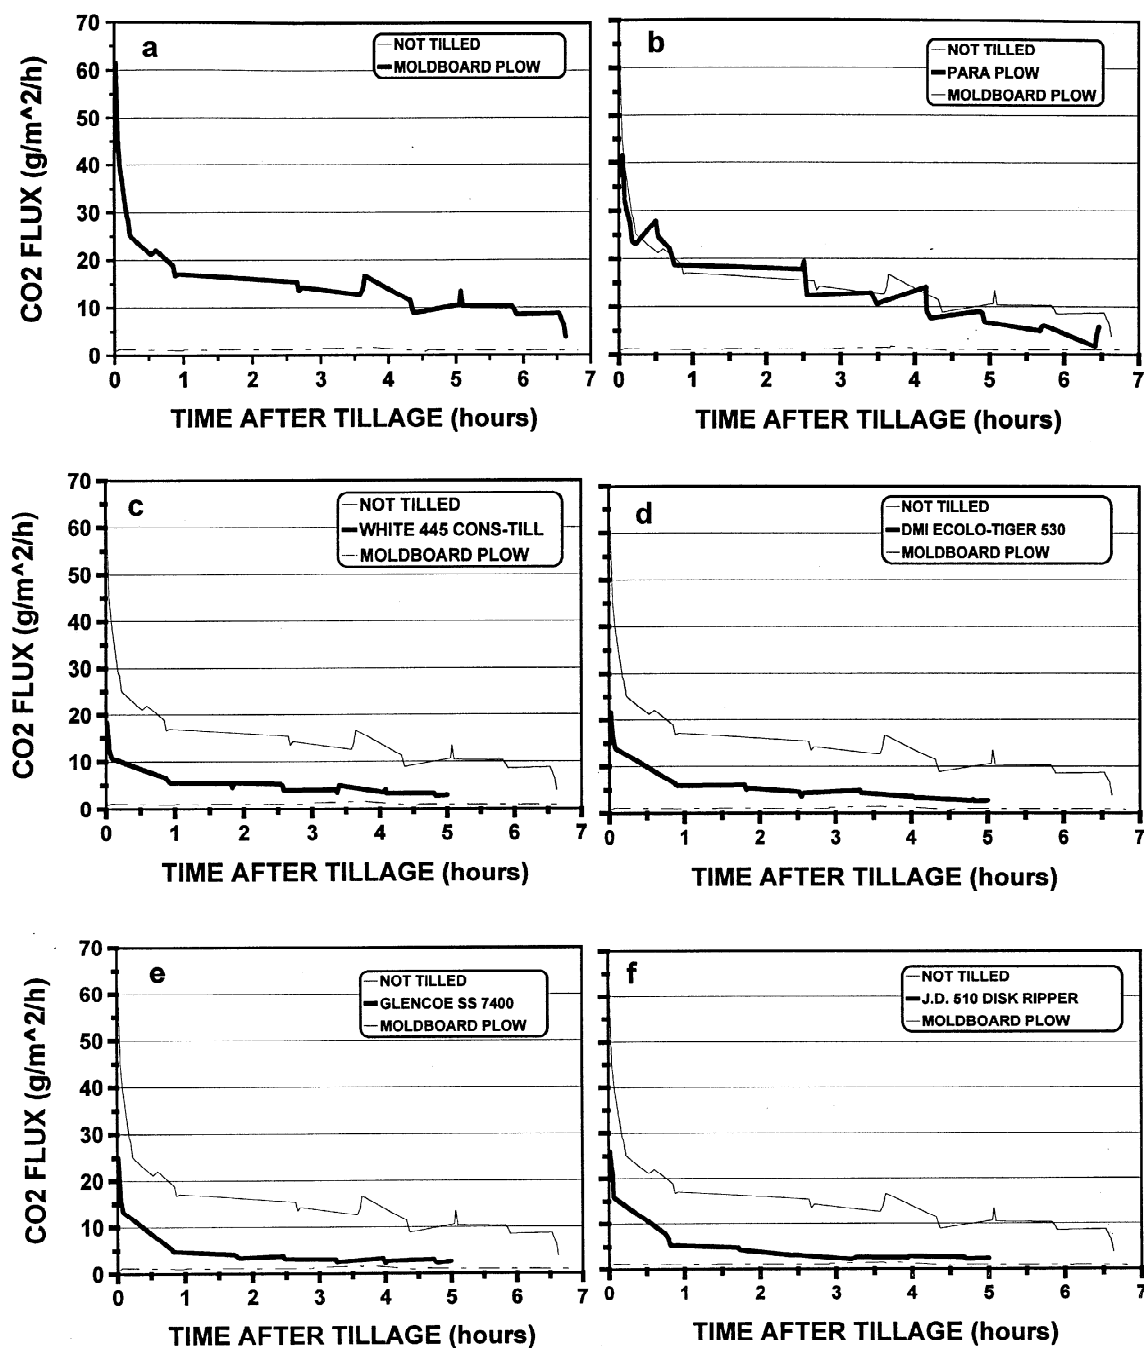 a
NOT TILLED
MOLDBOARD PLOW
CO2 FLUX (g/m^2/h)
70
60
50
40
30
20
10
0
0 1 2 3 4 5 6 7
TIME AFTER TILLAGE (hours)
b
NOT TILLED
PARA PLOW
MOLDBOARD PLOW
0 1 2 3 4 5 6 7
TIME AFTER TILLAGE (hours)
c
NOT TILLED
WHITE 445 CONS-TILL
MOLDBOARD PLOW
CO2 FLUX (g/m^2/h)
70
60
50
40
30
20
10
0
0 1 2 3 4 5 6 7
TIME AFTER TILLAGE (hours)
d
NOT TILLED
DMI ECOLO-TIGER 530
MOLDBOARD PLOW
0 1 2 3 4 5 6 7
TIME AFTER TILLAGE (hours)
e
NOT TILLED
GLENCOE SS 7400
MOLDBOARD PLOW
CO2 FLUX (g/m^2/h)
70
60
50
40
30
20
10
0
0 1 2 3 4 5 6 7
TIME AFTER TILLAGE (hours)
f
NOT TILLED
J.D. 510 DISK RIPPER
MOLDBOARD PLOW
0 1 2 3 4 5 6 7
TIME AFTER TILLAGE (hours)